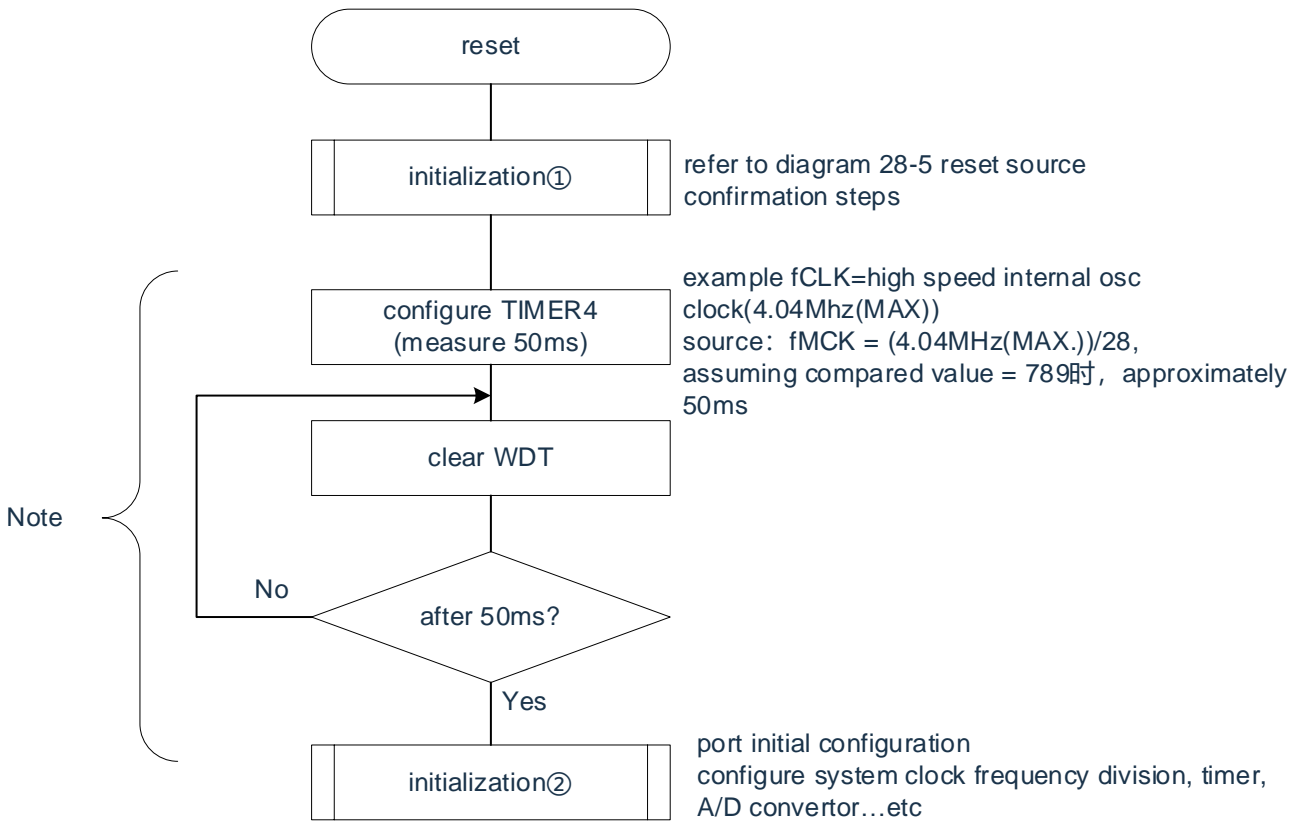 reset
initialization①
refer to diagram 28-5 reset source
confirmation steps
configure TIMER4
(measure 50ms)
example fCLK=high speed internal osc
clock(4.04Mhz(MAX))
source：fMCK = (4.04MHz(MAX.))/28,
assuming compared value = 789时，approximately
50ms
clear WDT
Note
No
after 50ms?
Yes
initialization②
port initial configuration
configure system clock frequency division, timer,
A/D convertor…etc